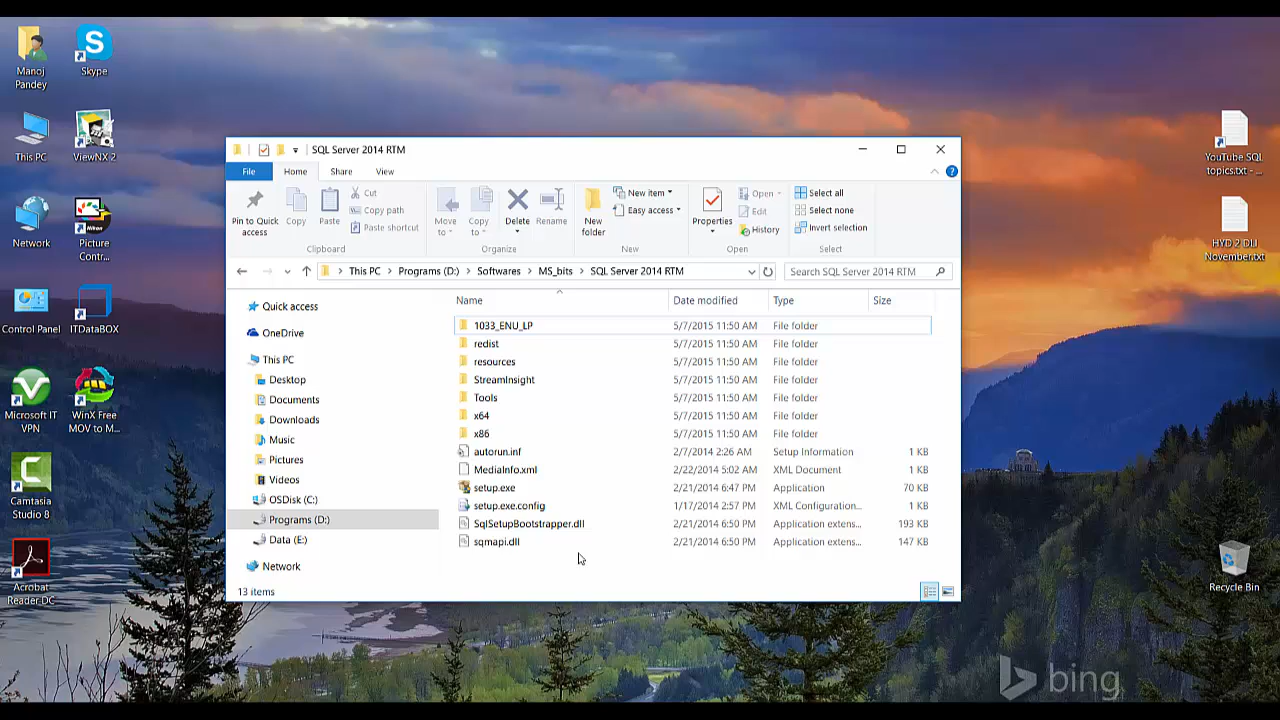 Manoj
Pandey
Skype
This PC
ViewNX 2
Network
Picture
Contr...
Control Panel
ITDataBOX
Microsoft IT
VPN
WinX Free
MOV to M...
Camtasia
Studio 8
Acrobat
Reader DC
SQL Server 2014 RTM
File
Home
Share
View
Pin to Quick
access
Copy
Paste
Cut
Copy path
Paste shortcut
Clipboard
Move
to
Copy
to
Delete
Rename
Organize
New
folder
New item
Easy access
New
Properties
Open
Edit
History
Open
Select all
Select none
Invert selection
Select
This PC > Programs (D:) > Softwares > MS_bits > SQL Server 2014 RTM
Search SQL Server 2014 RTM
Quick access
OneDrive
This PC
Desktop
Documents
Downloads
Music
Pictures
Videos
OSDisk (C:)
Programs (D:)
Data (E:)
Network
Name Date modified Type Size
1033_ENU_LP 5/7/2015 11:50 AM File folder
redist 5/7/2015 11:50 AM File folder
resources 5/7/2015 11:50 AM File folder
StreamInsight 5/7/2015 11:50 AM File folder
Tools 5/7/2015 11:50 AM File folder
x64 5/7/2015 11:50 AM File folder
x86 5/7/2015 11:50 AM File folder
autorun.inf 2/7/2014 2:26 AM Setup Information 1 KB
MediaInfo.xml 2/22/2014 5:02 AM XML Document 1 KB
setup.exe 2/21/2014 6:47 PM Application 70 KB
setup.exe.config 1/17/2014 2:57 PM XML Configuration... 1 KB
SqlSetupBootstrapper.dll 2/21/2014 6:50 PM Application extens... 193 KB
sqmapi.dll 2/21/2014 6:50 PM Application extens... 147 KB
13 items
YouTube SQL
topics.txt - ...
HYD 2 DLI
November.txt
Recycle Bin
bing